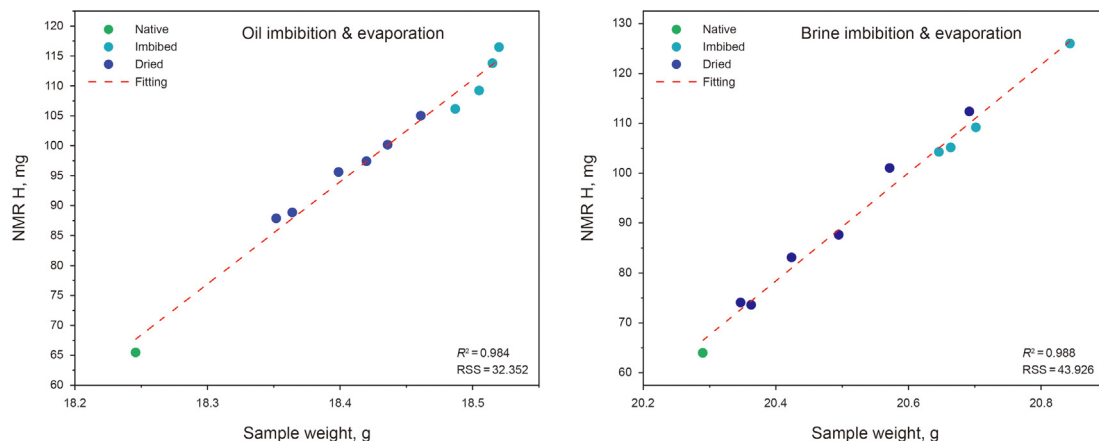 Oil imbibition & evaporation
Native
Imbibed
Dried
Fitting
NMR H, mg
120
115
110
105
100
95
90
85
80
75
70
65
60
R² = 0.984
RSS = 32.352
18.2
18.3
18.4
18.5
Sample weight, g
Brine imbibition & evaporation
Native
Imbibed
Dried
Fitting
NMR H, mg
130
120
110
100
90
80
70
60
R² = 0.988
RSS = 43.926
20.2
20.4
20.6
20.8
Sample weight, g